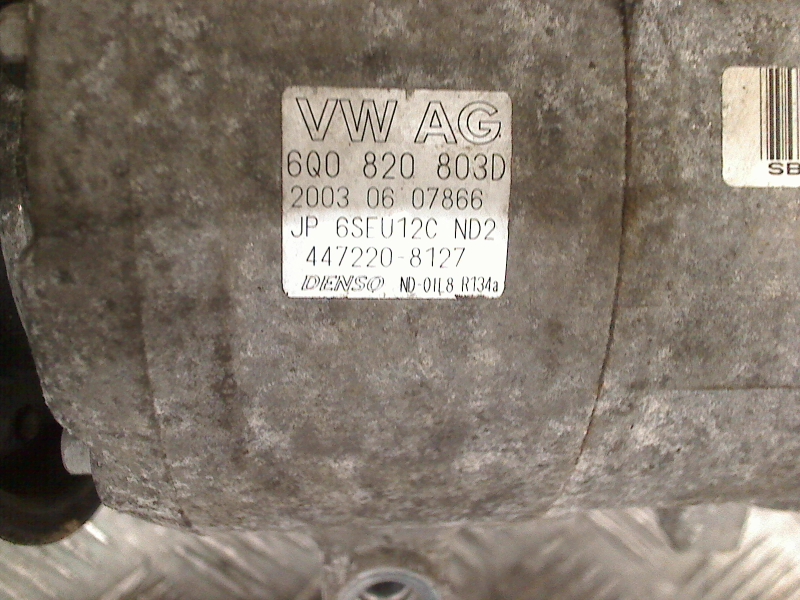 VW AG
6Q0 820 803D
2003 06 07866
JP 6SEU12C ND2
447220-8127
DENSO ND-OIL8 R134a
SB